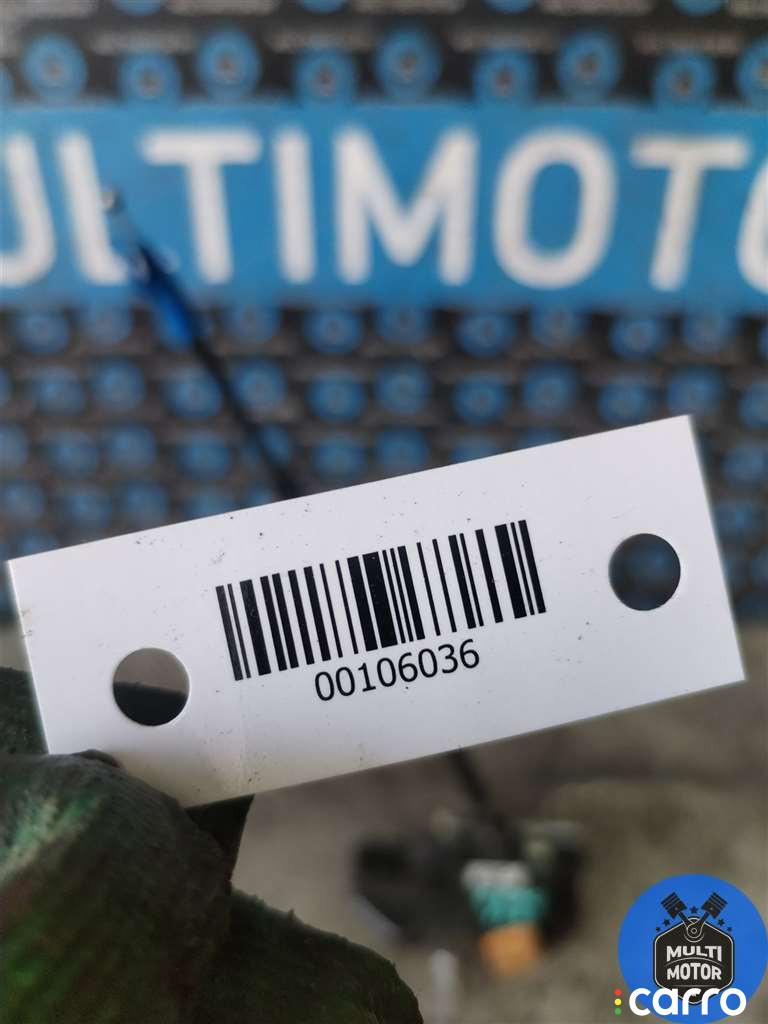 ULTIMOTO
00106036
MULTI
MOTOR
carro